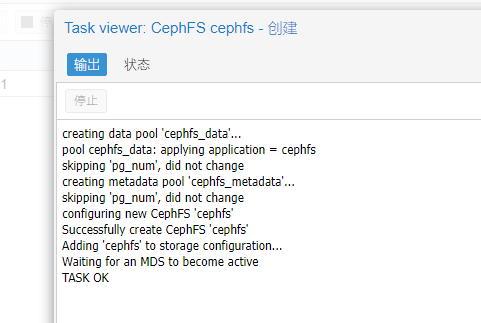 Task viewer: CephFS cephfs - 创建
输出 状态
停止
1
creating data pool 'cephfs_data'...
pool cephfs_data: applying application = cephfs
skipping 'pg_num', did not change
creating metadata pool 'cephfs_metadata'...
skipping 'pg_num', did not change
configuring new CephFS 'cephfs'
Successfully create CephFS 'cephfs'
Adding 'cephfs' to storage configuration...
Waiting for an MDS to become active
TASK OK